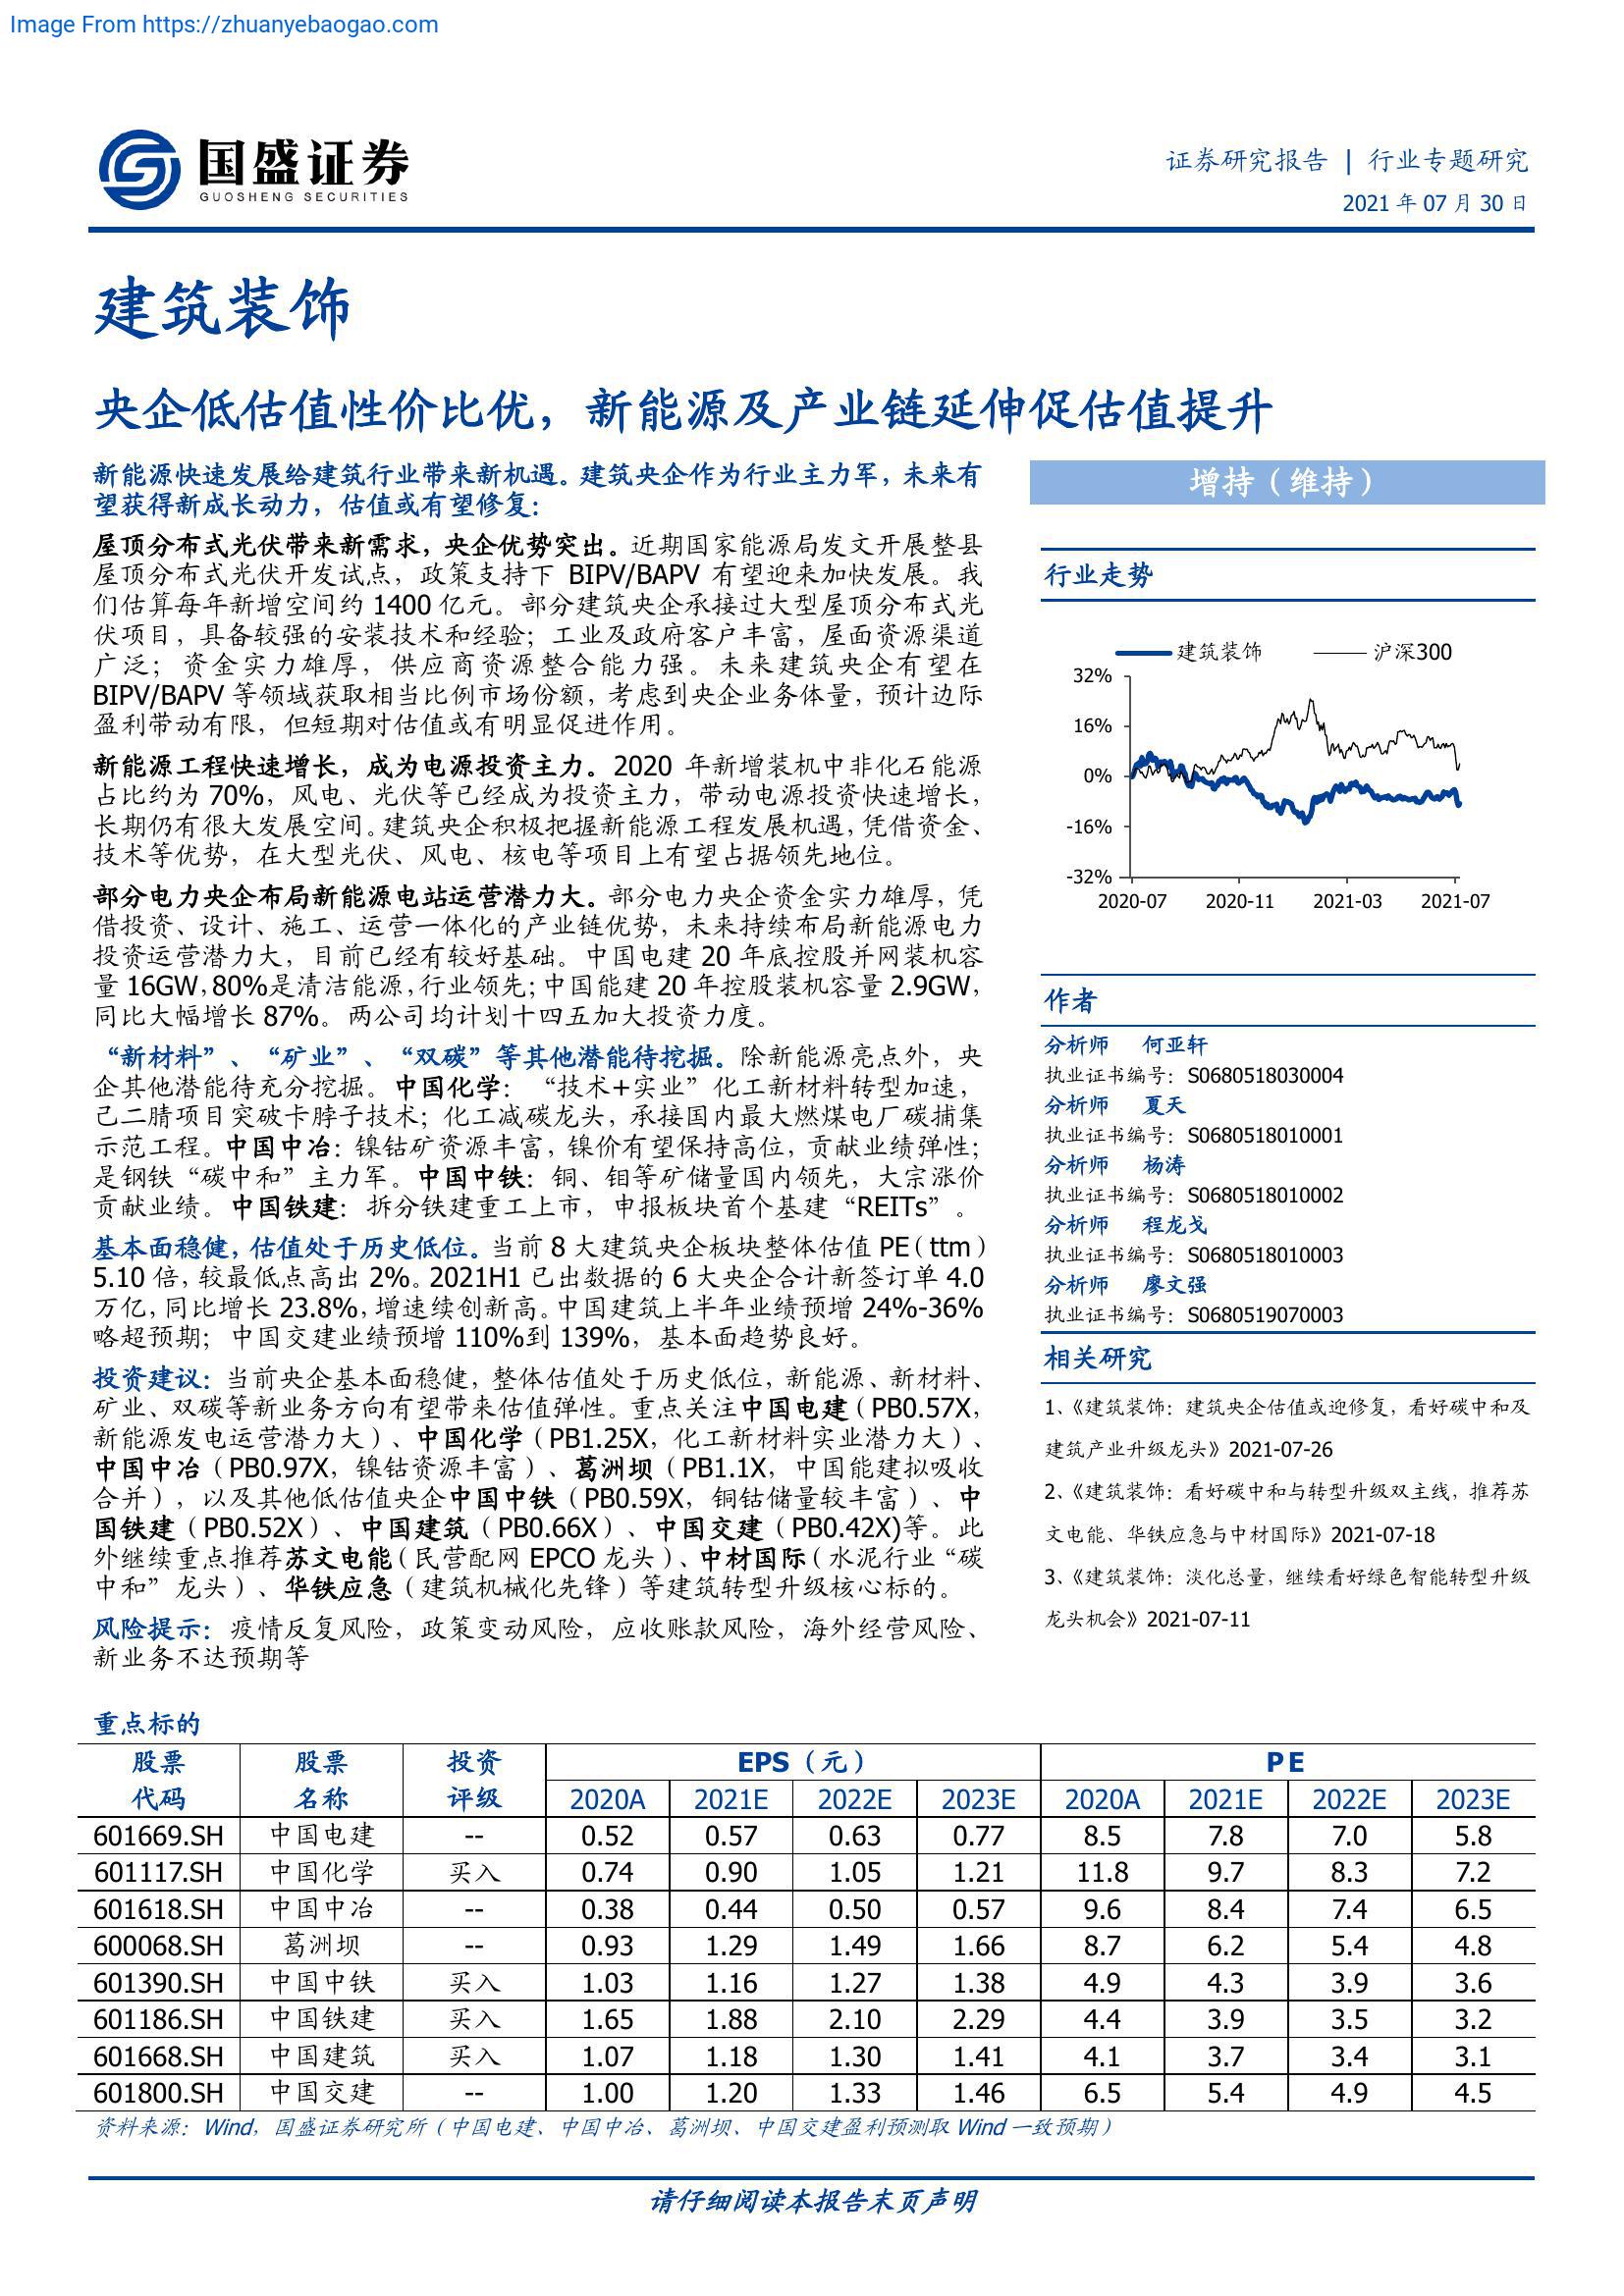 Image From https://zhuanyebaogao.com
国盛证券
GUOSHENG SECURITIES
证券研究报告 | 行业专题研究
2021 年 07 月 30 日
建筑装饰
央企低估值性价比优，新能源及产业链延伸促估值提升
新能源快速发展给建筑行业带来新机遇。建筑央企作为行业主力军，未来有
望获得新成长动力，估值或有望修复：
屋顶分布式光伏带来新需求，央企优势突出。近期国家能源局发文开展整县
屋顶分布式光伏开发试点，政策支持下 BIPV/BAPV 有望迎来加快发展。我
们估算每年新增空间约 1400 亿元。部分建筑央企承接过大型屋顶分布式光
伏项目，具备较强的安装技术和经验；工业及政府客户丰富，屋面资源渠道
广泛；资金实力雄厚，供应商资源整合能力强。未来建筑央企有望在
BIPV/BAPV 等领域获取相当比例市场份额，考虑到央企业务体量，预计边际
盈利带动有限，但短期对估值或有明显促进作用。
新能源工程快速增长，成为电源投资主力。2020 年新增装机中非化石能源
占比约为 70%，风电、光伏等已经成为投资主力，带动电源投资快速增长，
长期仍有很大发展空间。建筑央企积极把握新能源工程发展机遇，凭借资金、
技术等优势，在大型光伏、风电、核电等项目上有望占据领先地位。
部分电力央企布局新能源电站运营潜力大。部分电力央企资金实力雄厚，凭
借投资、设计、施工、运营一体化的产业链优势，未来持续布局新能源电力
投资运营潜力大，目前已经有较好基础。中国电建 20 年底控股并网装机容
量 16GW，80%是清洁能源，行业领先；中国能建 20 年控股装机容量 2.9GW，
同比大幅增长 87%。两公司均计划十四五加大投资力度。
“新材料”、“矿业”、“双碳”等其他潜能待挖掘。除新能源亮点外，央
企其他潜能待充分挖掘。中国化学：“技术+实业”化工新材料转型加速，
己二腈项目突破卡脖子技术；化工减碳龙头，承接国内最大燃煤电厂碳捕集
示范工程。中国中冶：镍钴矿资源丰富，镍价有望保持高位，贡献业绩弹性；
是钢铁“碳中和”主力军。中国中铁：铜、钼等矿储量国内领先，大宗涨价
贡献业绩。中国铁建：拆分铁建重工上市，申报板块首个基建“REITs”。
基本面稳健，估值处于历史低位。当前 8 大建筑央企板块整体估值 PE（ttm）
5.10 倍，较最低点高出 2%。2021H1 已出数据的 6 大央企合计新签订单 4.0
万亿，同比增长 23.8%，增速续创新高。中国建筑上半年业绩预增 24%-36%
略超预期；中国交建业绩预增 110%到 139%，基本面趋势良好。
投资建议：当前央企基本面稳健，整体估值处于历史低位，新能源、新材料、
矿业、双碳等新业务方向有望带来估值弹性。重点关注中国电建（PB0.57X，
新能源发电运营潜力大）、中国化学（PB1.25X，化工新材料实业潜力大）、
中国中冶（PB0.97X，镍钴资源丰富）、葛洲坝（PB1.1X，中国能建拟吸收
合并），以及其他低估值央企中国中铁（PB0.59X，铜钴储量较丰富）、中
国铁建（PB0.52X）、中国建筑（PB0.66X）、中国交建（PB0.42X)等。此
外继续重点推荐苏文电能（民营配网 EPCO 龙头）、中材国际（水泥行业“碳
中和”龙头）、华铁应急（建筑机械化先锋）等建筑转型升级核心标的。
风险提示：疫情反复风险，政策变动风险，应收账款风险，海外经营风险、
新业务不达预期等
增持（维持）
行业走势
建筑装饰 沪深300
32%
16%
0%
-16%
-32%
2020-07 2020-11 2021-03 2021-07
作者
分析师 何亚轩
执业证书编号：S0680518030004
分析师 夏天
执业证书编号：S0680518010001
分析师 杨涛
执业证书编号：S0680518010002
分析师 程龙戈
执业证书编号：S0680518010003
分析师 廖文强
执业证书编号：S0680519070003
相关研究
1、《建筑装饰：建筑央企估值或迎修复，看好碳中和及
建筑产业升级龙头》2021-07-26
2、《建筑装饰：看好碳中和与转型升级双主线，推荐苏
文电能、华铁应急与中材国际》2021-07-18
3、《建筑装饰：淡化总量，继续看好绿色智能转型升级
龙头机会》2021-07-11
重点标的
股票 股票 投资 EPS（元） PE
代码 名称 评级 2020A 2021E 2022E 2023E 2020A 2021E 2022E 2023E
601669.SH 中国电建 -- 0.52 0.57 0.63 0.77 8.5 7.8 7.0 5.8
601117.SH 中国化学 买入 0.74 0.90 1.05 1.21 11.8 9.7 8.3 7.2
601618.SH 中国中冶 -- 0.38 0.44 0.50 0.57 9.6 8.4 7.4 6.5
600068.SH 葛洲坝 -- 0.93 1.29 1.49 1.66 8.7 6.2 5.4 4.8
601390.SH 中国中铁 买入 1.03 1.16 1.27 1.38 4.9 4.3 3.9 3.6
601186.SH 中国铁建 买入 1.65 1.88 2.10 2.29 4.4 3.9 3.5 3.2
601668.SH 中国建筑 买入 1.07 1.18 1.30 1.41 4.1 3.7 3.4 3.1
601800.SH 中国交建 -- 1.00 1.20 1.33 1.46 6.5 5.4 4.9 4.5
资料来源：Wind，国盛证券研究所（中国电建、中国中冶、葛洲坝、中国交建盈利预测取 Wind 一致预期）
请仔细阅读本报告末页声明